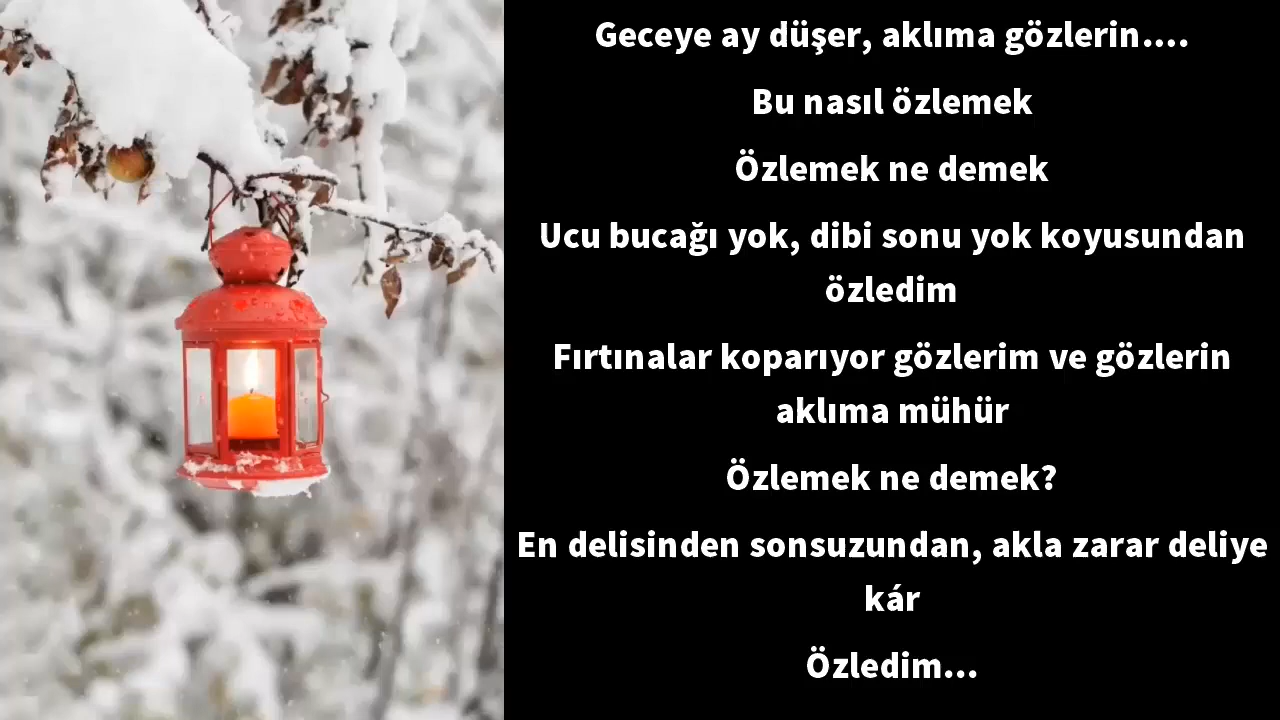 Geceye ay düşer, aklıma gözlerin....
Bu nasıl özlemek
Özlemek ne demek
Ucu bucağı yok, dibi sonu yok koyusundan
özledim
Fırtınalar koparıyor gözlerim ve gözlerin
aklıma mühür
Özlemek ne demek?
En delisinden sonsuzundan, akla zarar deliye
kár
Özledim...